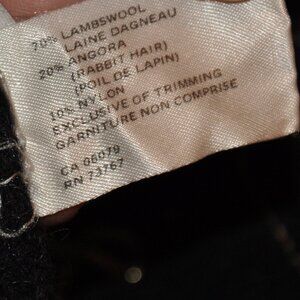 70% LAMBSWOOL
LAINE DAGNEAU
20% ANGORA
(RABBIT HAIR)
(POIL DE LAPIN)
10% NYLON
EXCLUSIVE OF TRIMMING
GARNITURE NON COMPRISE
CA 06079
RN 73767